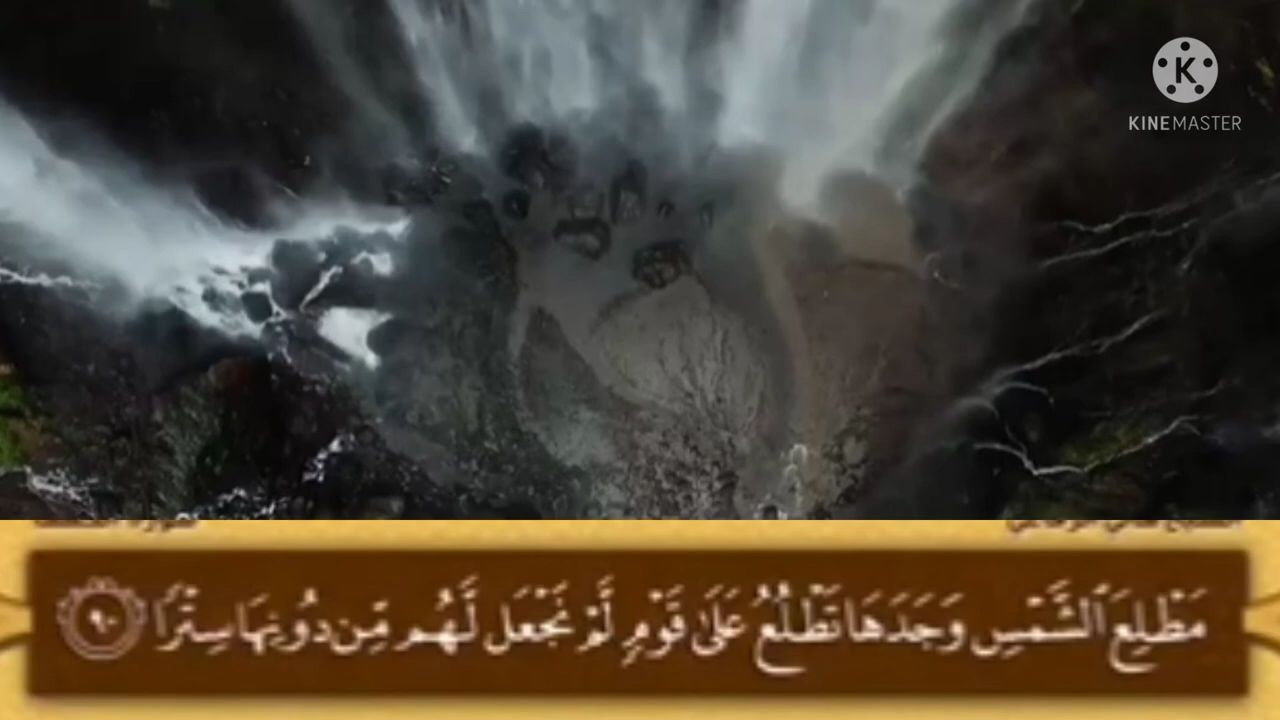 KINEMASTER
مَطْلِعَ ٱلشَّمْسِ وَجَدَهَا تَطْلُعُ عَلَىٰ قَوْمٍ لَّمْ نَجْعَل لَّهُم مِّن دُونِهَا سِتْرًا ٩٠